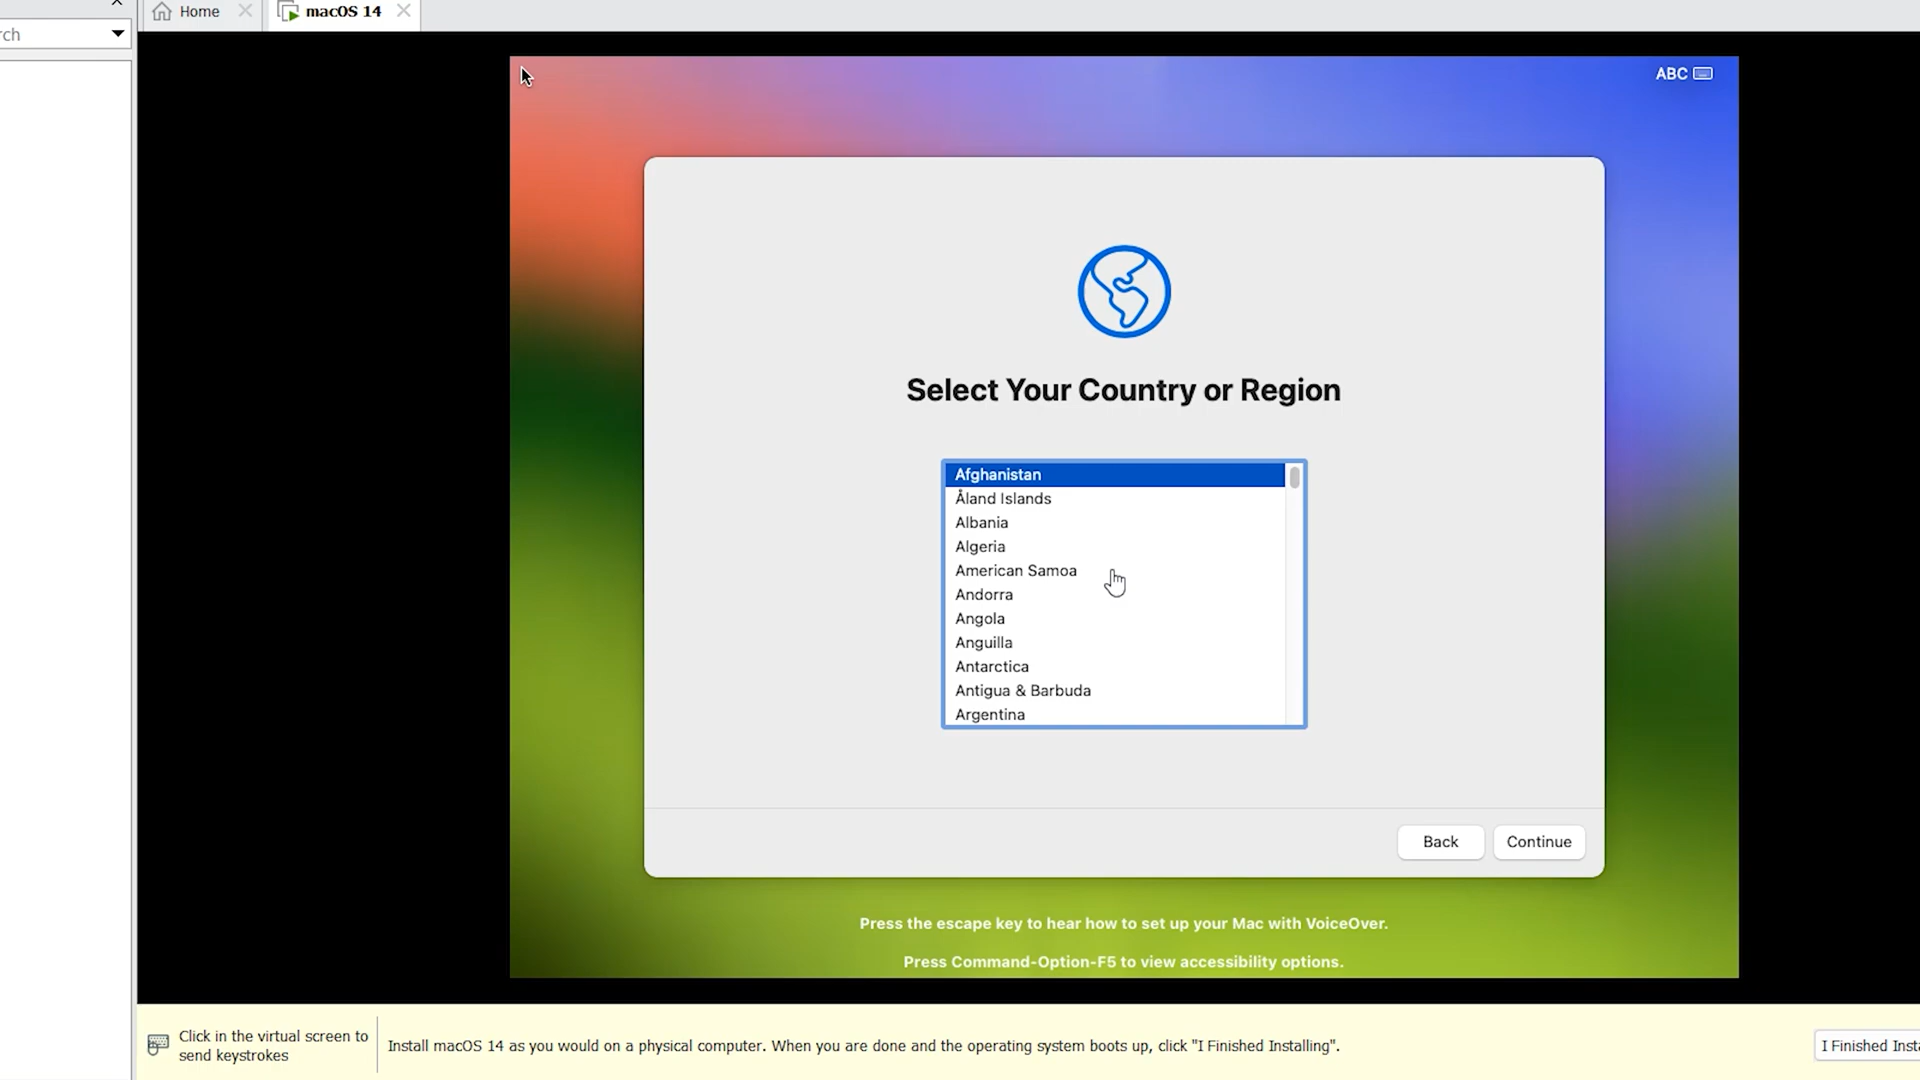 rch
Home
macOS 14
ABC
Select Your Country or Region
Afghanistan
Åland Islands
Albania
Algeria
American Samoa
Andorra
Angola
Anguilla
Antarctica
Antigua & Barbuda
Argentina
Back
Continue
Press the escape key to hear how to set up your Mac with VoiceOver.
Press Command-Option-F5 to view accessibility options.
Click in the virtual screen to
send keystrokes
Install macOS 14 as you would on a physical computer. When you are done and the operating system boots up, click "I Finished Installing".
I Finished Insta